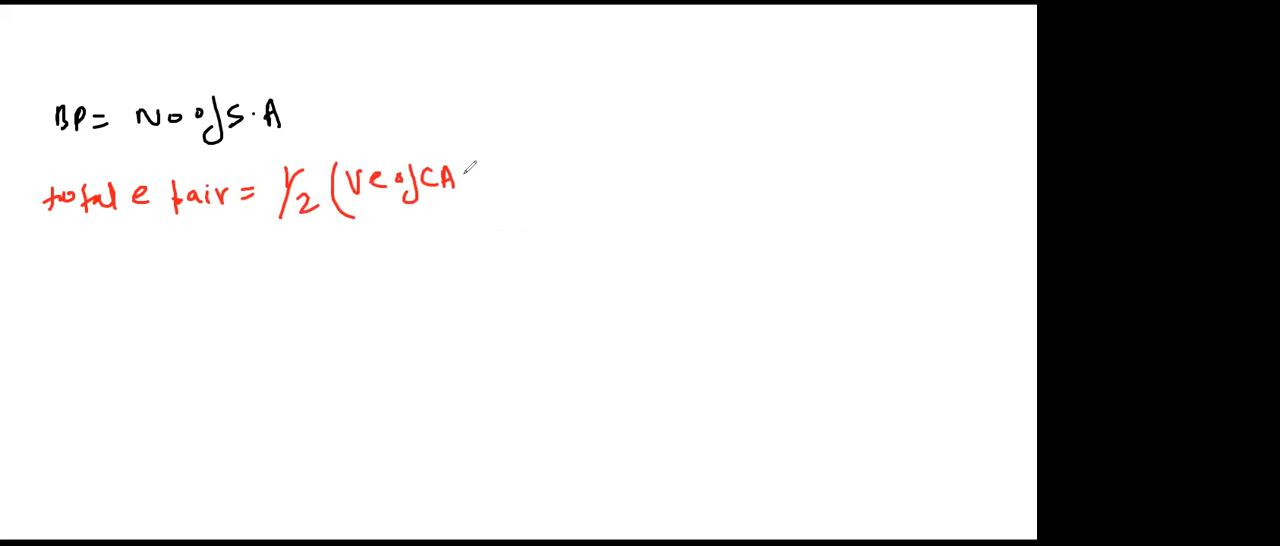 BP = No of S.A
total e pair = 1/2 (Ve of CA